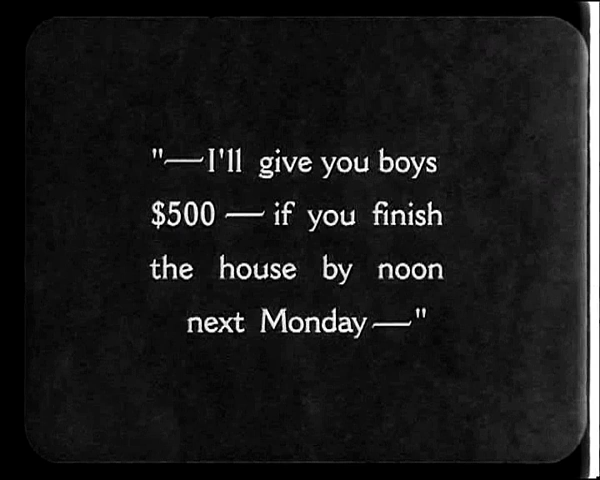 "—I'll give you boys
$500 — if you finish
the house by noon
next Monday—"